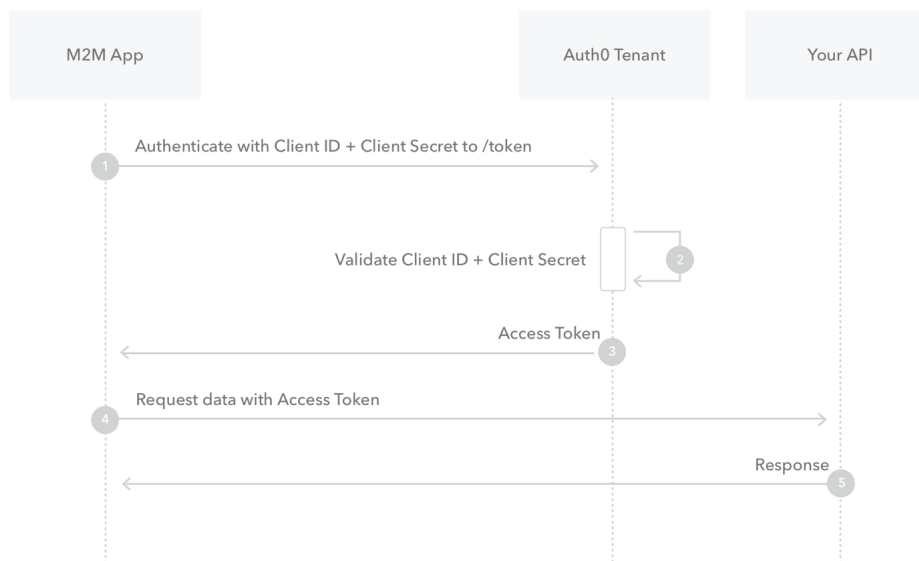 M2M App
Auth0 Tenant
Your API
Authenticate with Client ID + Client Secret to /token
1
Validate Client ID + Client Secret
2
Access Token
3
Request data with Access Token
4
Response
5